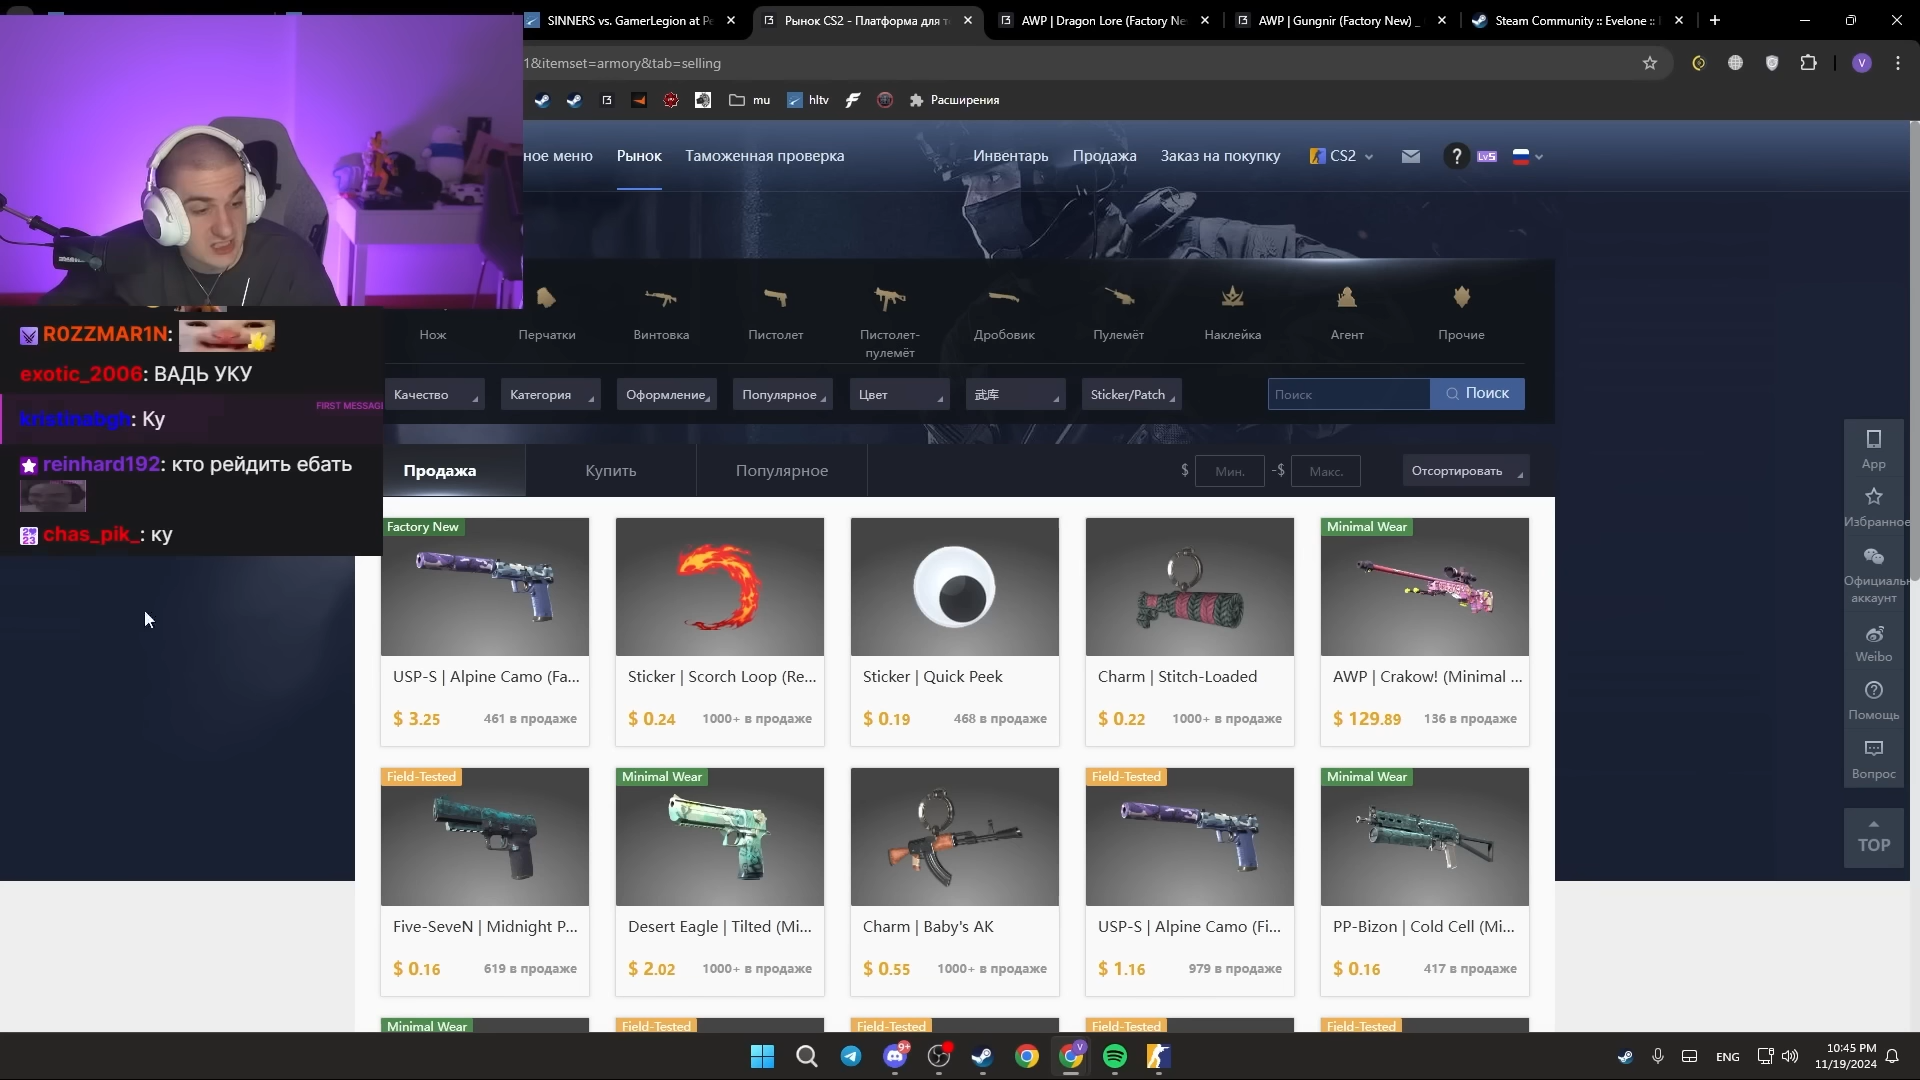 SINNERS vs. GamerLegion at Pe
Рынок CS2 - Платформа для т
AWP | Dragon Lore (Factory Ne
AWP | Gungnir (Factory New) _
Steam Community :: Evelone ::
1&itemset=armory&tab=selling
V
mu
hltv
Расширения
ное меню
Рынок
Таможенная проверка
Инвентарь
Продажа
Заказ на покупку
CS2
Lv5
Нож
Перчатки
Винтовка
Пистолет
Пистолет-
пулемёт
Дробовик
Пулемёт
Наклейка
Агент
Прочие
Качество
Категория
Оформление
Популярное
Цвет
武库
Sticker/Patch
Поиск
Поиск
R0ZZMAR1N:
exotic_2006: ВАДЬ УКУ
FIRST MESSAG
kristinabgh: Ку
reinhard192: кто рейдить ебать
chas_pik_: ку
Продажа
Купить
Популярное
$ Мин. -$ Макс.
Отсортировать
App
Избранное
Официальн
аккаунт
Weibo
Помощь
Вопрос
TOP
Factory New
USP-S | Alpine Camo (Fa...
$ 3.25 461 в продаже
Sticker | Scorch Loop (Re...
$ 0.24 1000+ в продаже
Sticker | Quick Peek
$ 0.19 468 в продаже
Charm | Stitch-Loaded
$ 0.22 1000+ в продаже
Minimal Wear
AWP | Crakow! (Minimal ...
$ 129.89 136 в продаже
Field-Tested
Five-SeveN | Midnight P...
$ 0.16 619 в продаже
Minimal Wear
Desert Eagle | Tilted (Mi...
$ 2.02 1000+ в продаже
Charm | Baby's AK
$ 0.55 1000+ в продаже
Field-Tested
USP-S | Alpine Camo (Fi...
$ 1.16 979 в продаже
Minimal Wear
PP-Bizon | Cold Cell (Mi...
$ 0.16 417 в продаже
Minimal Wear
Field-Tested
Field-Tested
Field-Tested
Field-Tested
9+
V
ENG
10:45 PM
11/19/2024